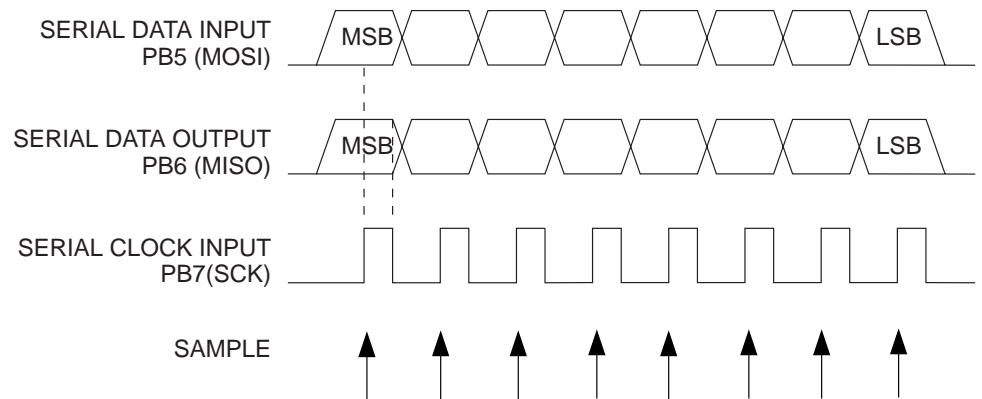 SERIAL DATA INPUT
PB5 (MOSI)
MSB
LSB
SERIAL DATA OUTPUT
PB6 (MISO)
MSB
LSB
SERIAL CLOCK INPUT
PB7(SCK)
SAMPLE